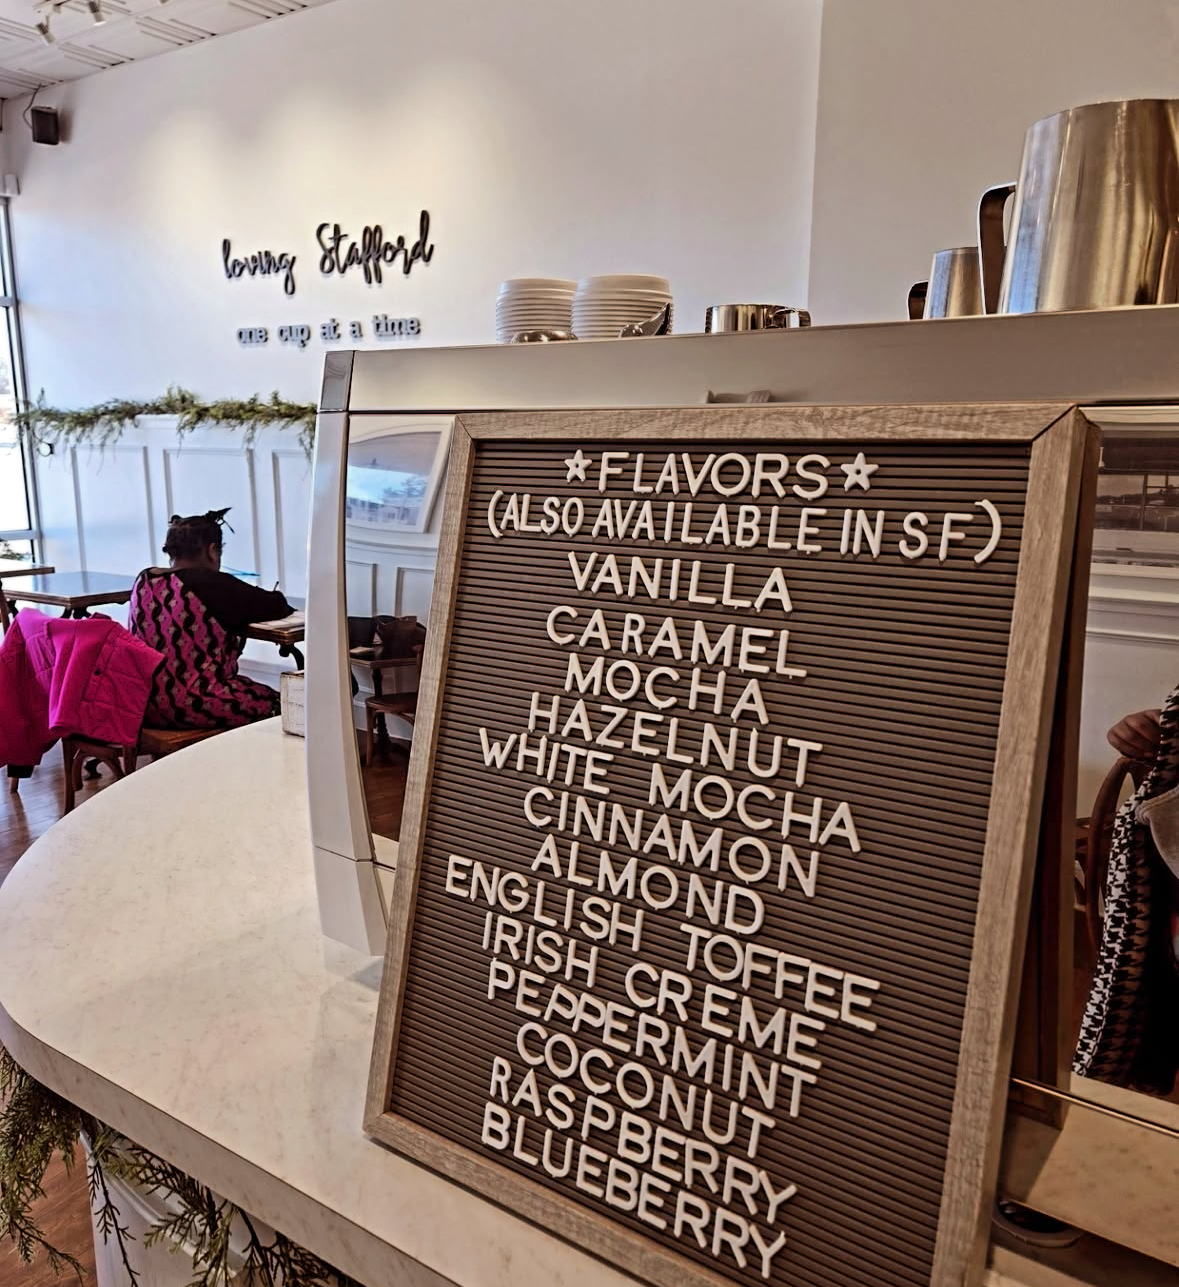 loving Stafford
one cup at a time
*FLAVORS*
(ALSO AVAILABLE IN SF)
VANILLA
CARAMEL
MOCHA
HAZELNUT
WHITE MOCHA
CINNAMON
ALMOND
ENGLISH TOFFEE
IRISH CREME
PEPPERMINT
COCONUT
RASPBERRY
BLUEBERRY